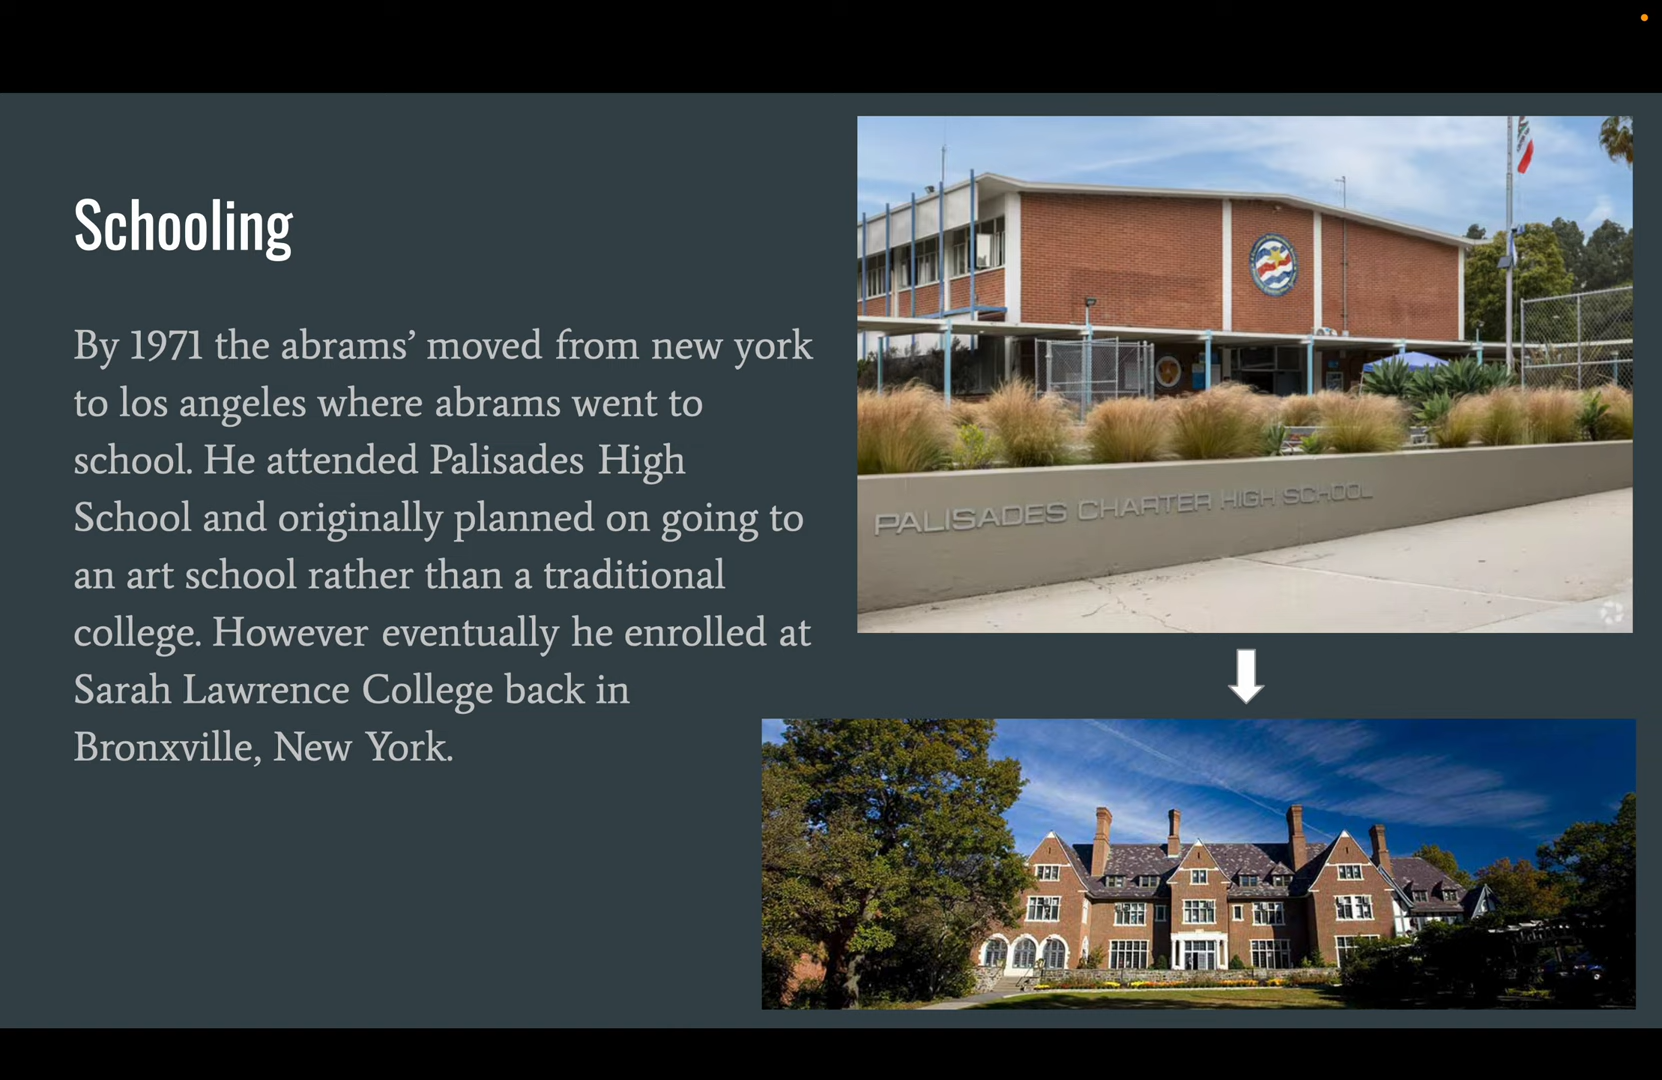 Schooling
By 1971 the abrams’ moved from new york
to los angeles where abrams went to
school. He attended Palisades High
School and originally planned on going to
an art school rather than a traditional
college. However eventually he enrolled at
Sarah Lawrence College back in
Bronxville, New York.
PALISADES CHARTER HIGH SCHOOL